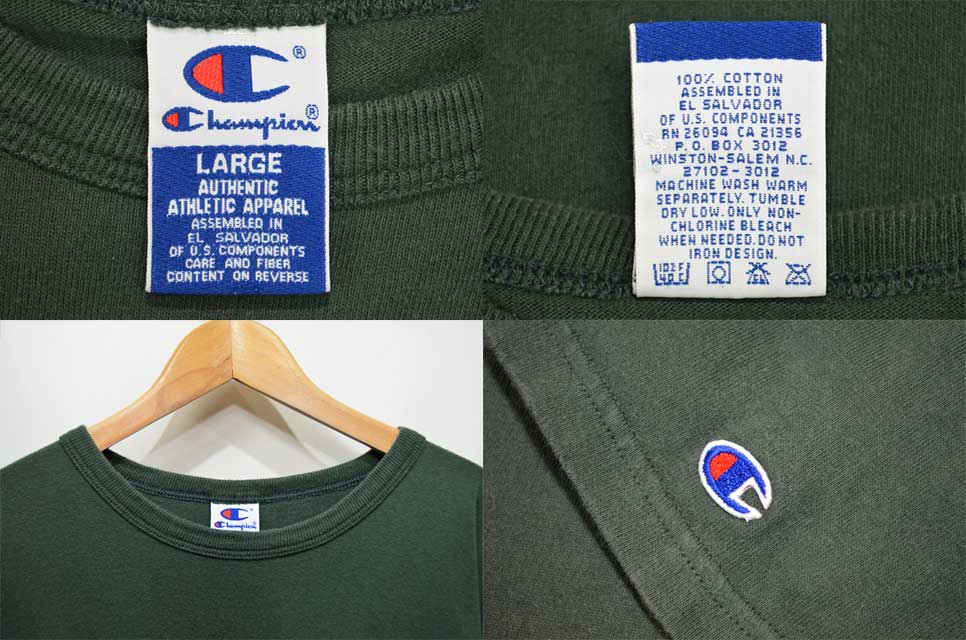 Champion
LARGE
AUTHENTIC
ATHLETIC APPAREL
ASSEMBLED IN
EL SALVADOR
OF U.S. COMPONENTS
CARE AND FIBER
CONTENT ON REVERSE
100% COTTON
ASSEMBLED IN
EL SALVADOR
OF U.S. COMPONENTS
RN 26094 CA 21356
P.O. BOX 3012
WINSTON-SALEM N.C.
27102-3012
MACHINE WASH WARM
SEPARATELY. TUMBLE
DRY LOW. ONLY NON-
CHLORINE BLEACH
WHEN NEEDED. DO NOT
IRON DESIGN.
Champion